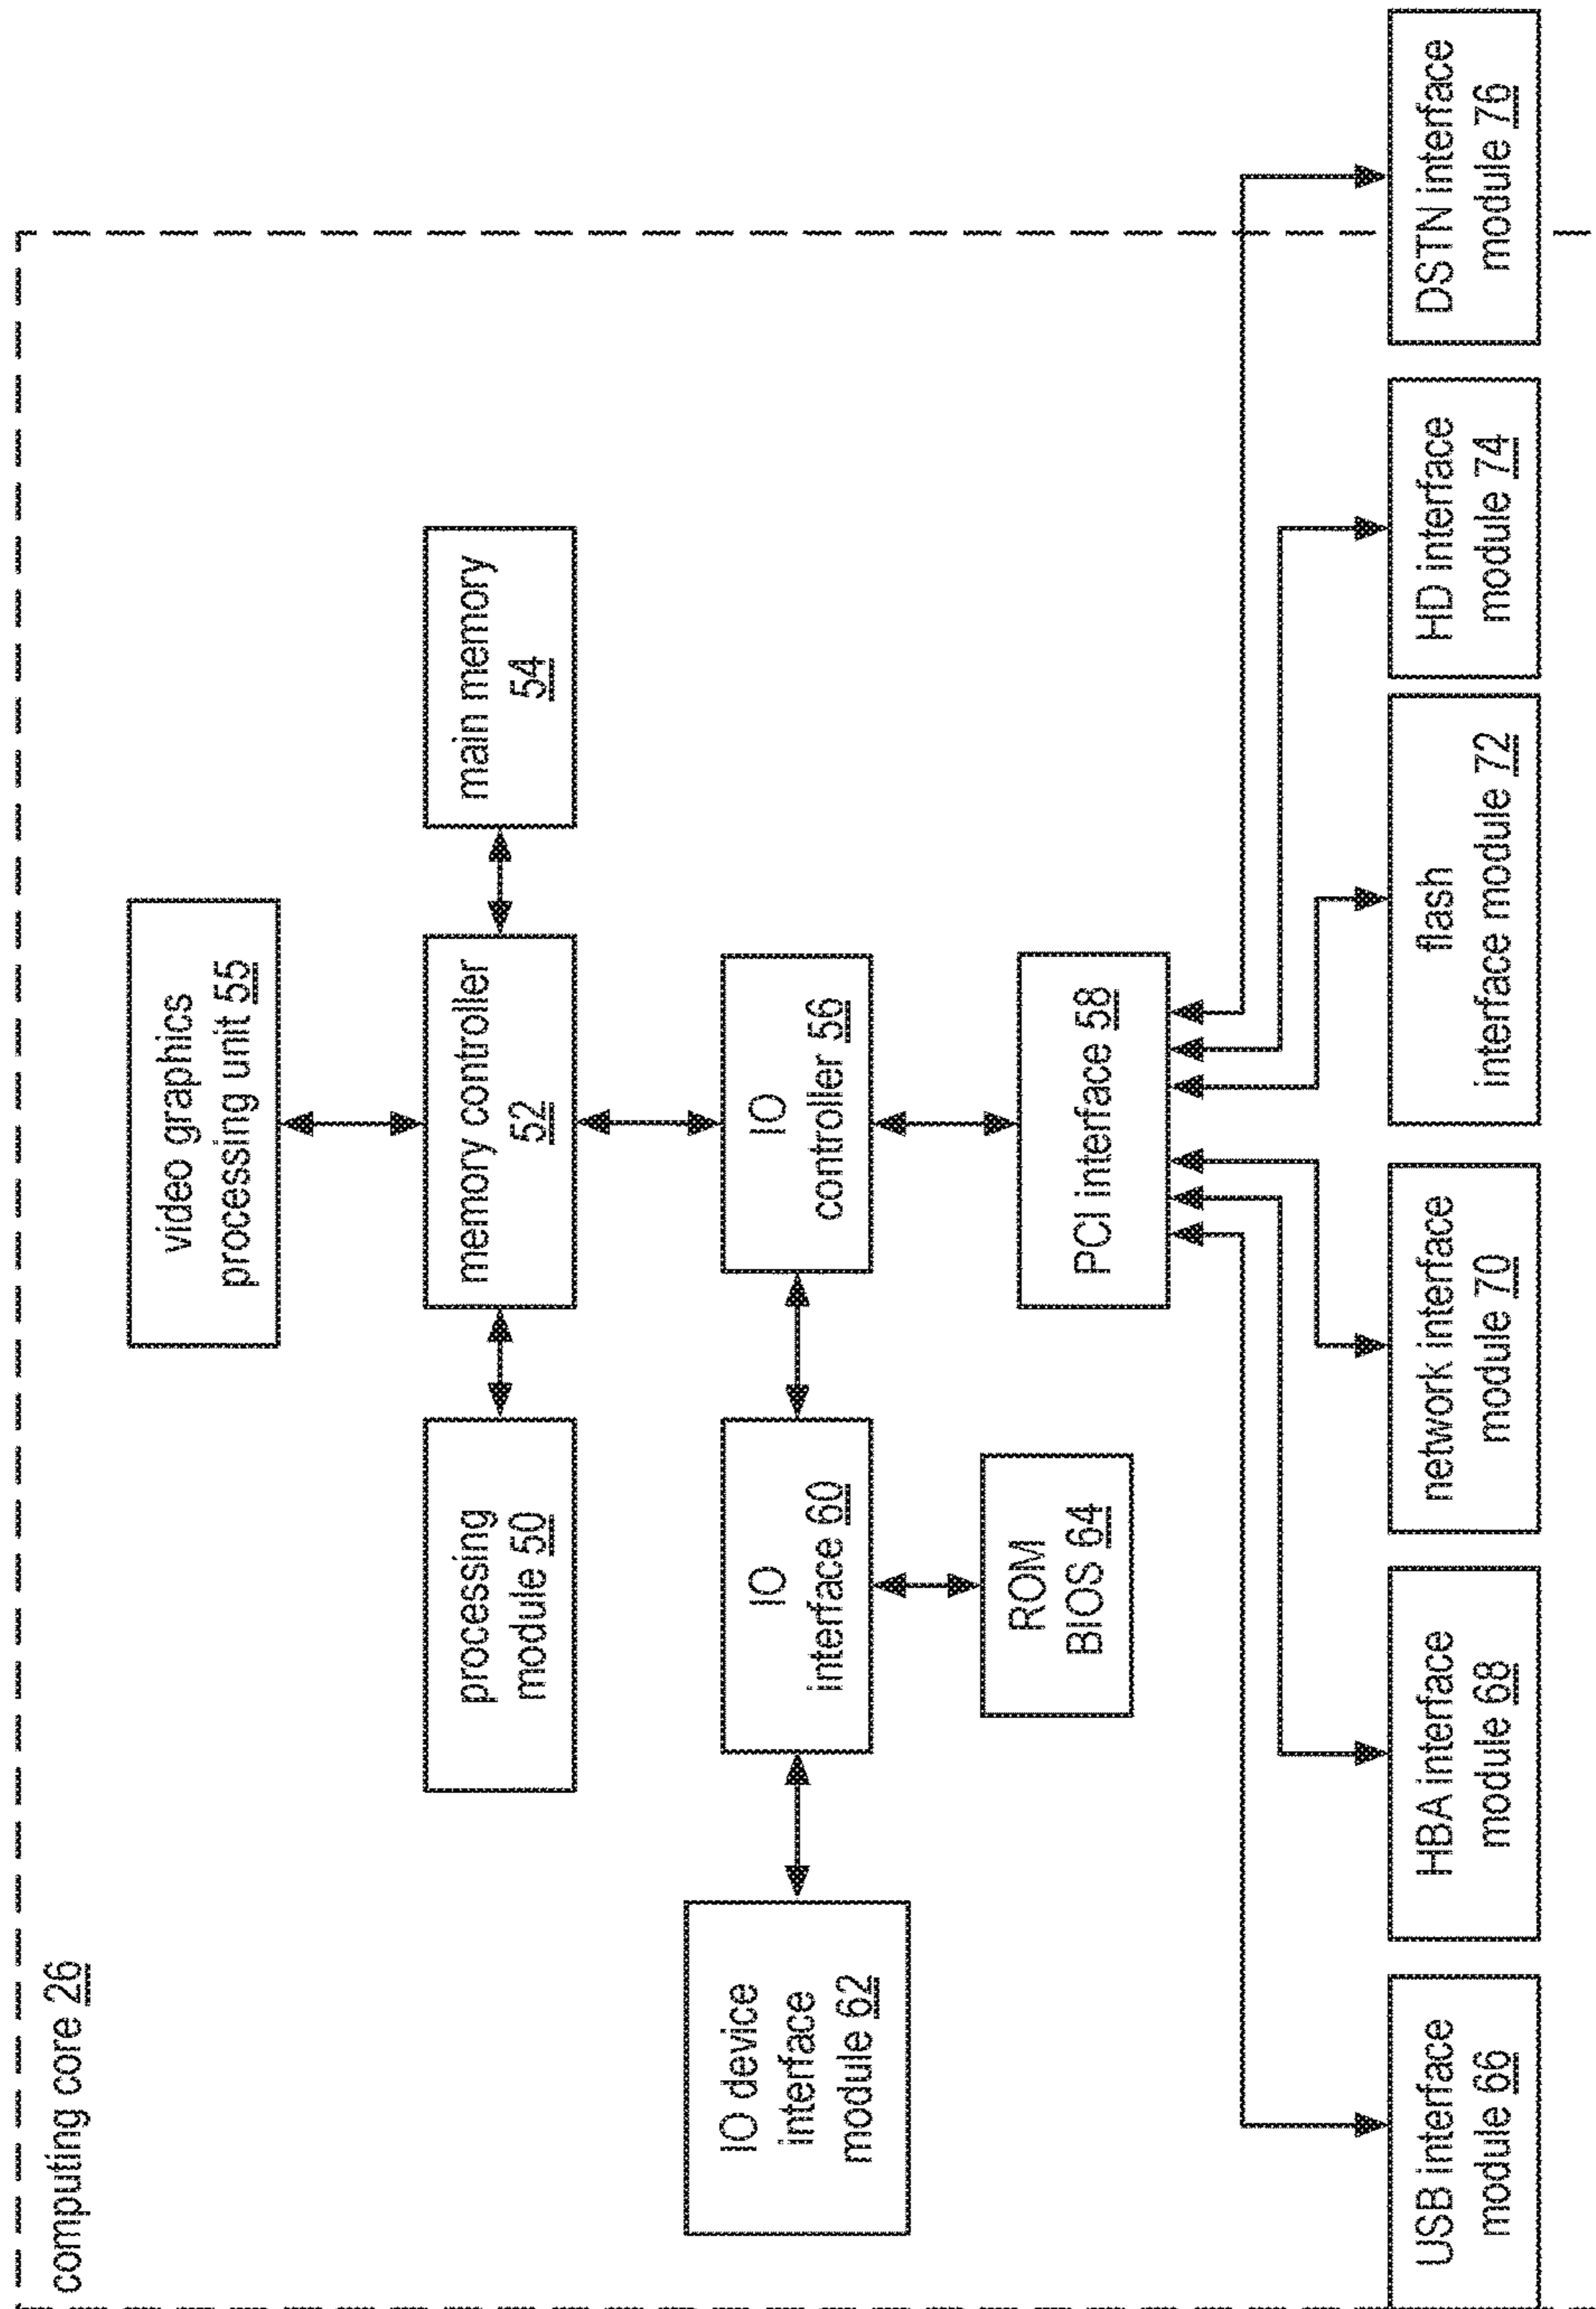 computing core 26
video graphics
processing unit 55
processing
module 50
memory controller
52
main memory
54
IO device
interface
module 62
IO
interface 60
IO
controller 56
ROM
BIOS 64
PCI interface 58
USB interface
module 66
HBA interface
module 68
network interface
module 70
flash
interface module 72
HD interface
module 74
DSTN interface
module 76